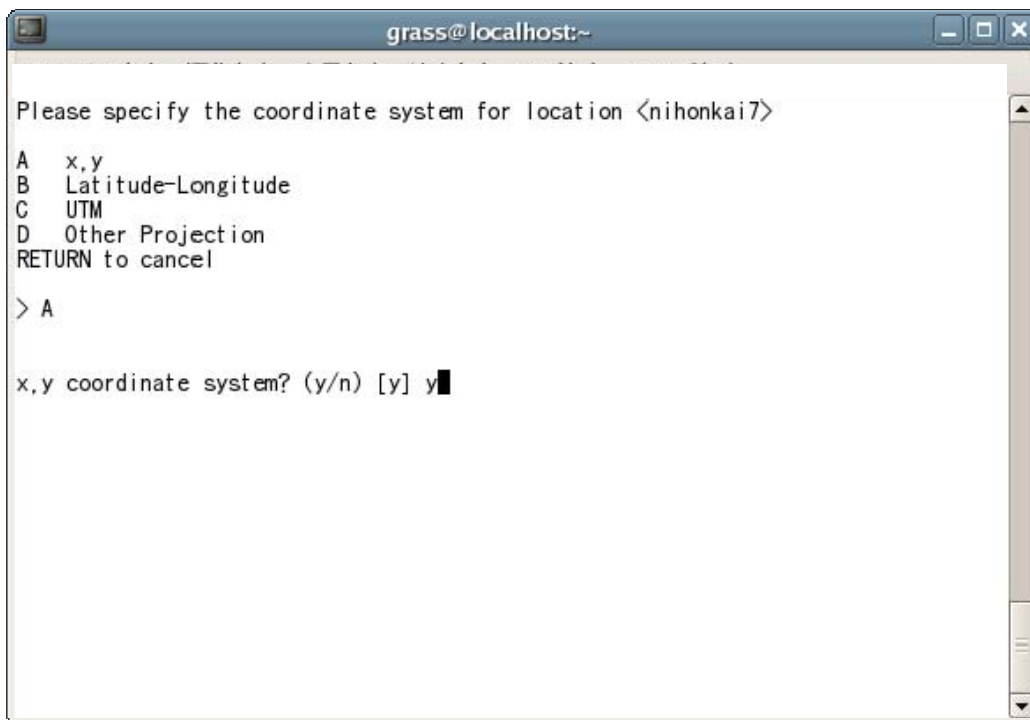 grass@localhost:~
Please specify the coordinate system for location <nihonkai7>
A x,y
B Latitude-Longitude
C UTM
D Other Projection
RETURN to cancel
> A
x,y coordinate system? (y/n) [y] y